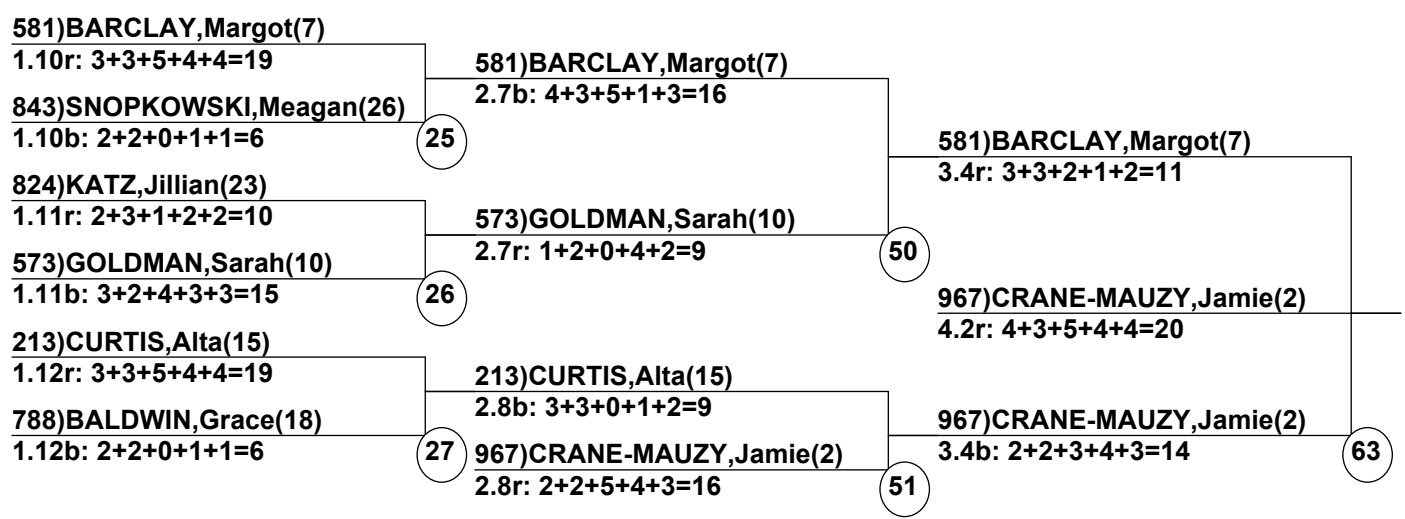 581)BARCLAY,Margot(7)
1.10r: 3+3+5+4+4=19
843)SNOPKOWSKI,Meagan(26)
1.10b: 2+2+0+1+1=6
25
824)KATZ,Jillian(23)
1.11r: 2+3+1+2+2=10
573)GOLDMAN,Sarah(10)
1.11b: 3+2+4+3+3=15
26
213)CURTIS,Alta(15)
1.12r: 3+3+5+4+4=19
788)BALDWIN,Grace(18)
1.12b: 2+2+0+1+1=6
27
581)BARCLAY,Margot(7)
2.7b: 4+3+5+1+3=16
573)GOLDMAN,Sarah(10)
2.7r: 1+2+0+4+2=9
50
213)CURTIS,Alta(15)
2.8b: 3+3+0+1+2=9
967)CRANE-MAUZY,Jamie(2)
2.8r: 2+2+5+4+3=16
51
581)BARCLAY,Margot(7)
3.4r: 3+3+2+1+2=11
967)CRANE-MAUZY,Jamie(2)
4.2r: 4+3+5+4+4=20
967)CRANE-MAUZY,Jamie(2)
3.4b: 2+2+3+4+3=14
63